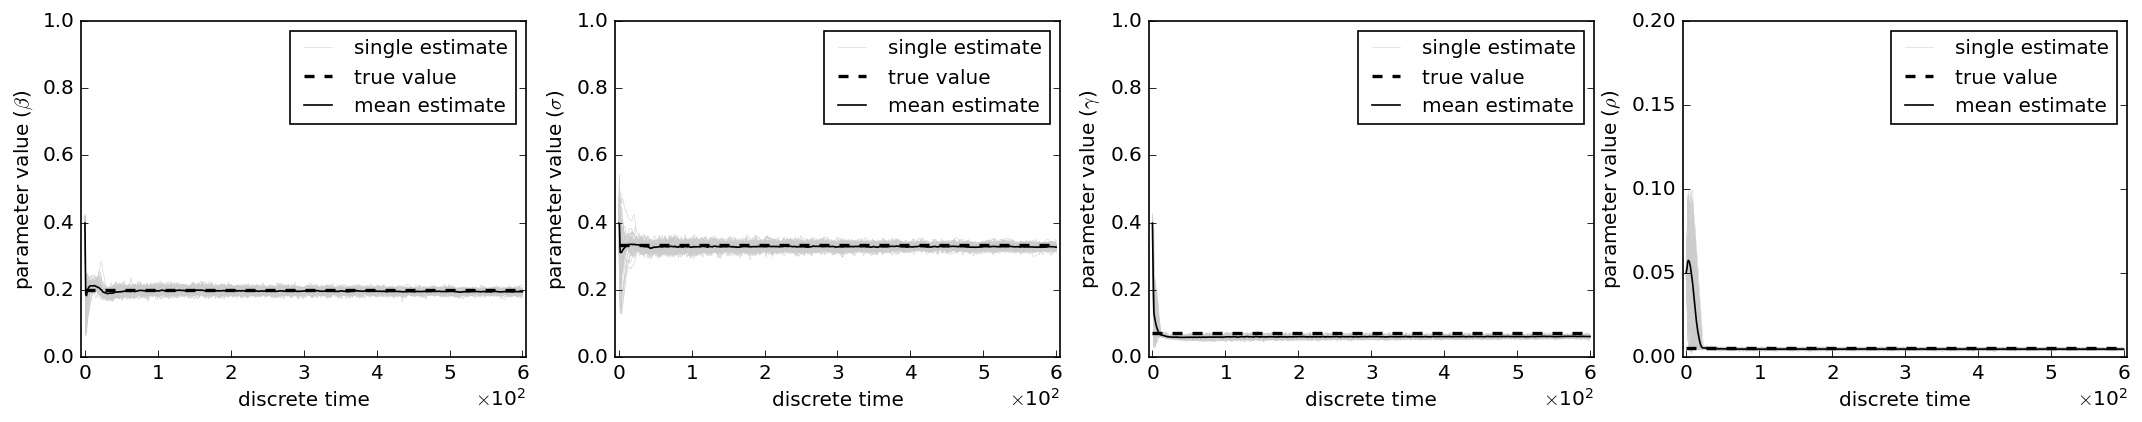 parameter value (β)
1.0
0.8
0.6
0.4
0.2
0.0
single estimate
true value
mean estimate
0 1 2 3 4 5 6
discrete time
×10²
parameter value (σ)
1.0
0.8
0.6
0.4
0.2
0.0
single estimate
true value
mean estimate
0 1 2 3 4 5 6
discrete time
×10²
parameter value (γ)
1.0
0.8
0.6
0.4
0.2
0.0
single estimate
true value
mean estimate
0 1 2 3 4 5 6
discrete time
×10²
parameter value (ρ)
0.20
0.15
0.10
0.05
0.00
single estimate
true value
mean estimate
0 1 2 3 4 5 6
discrete time
×10²